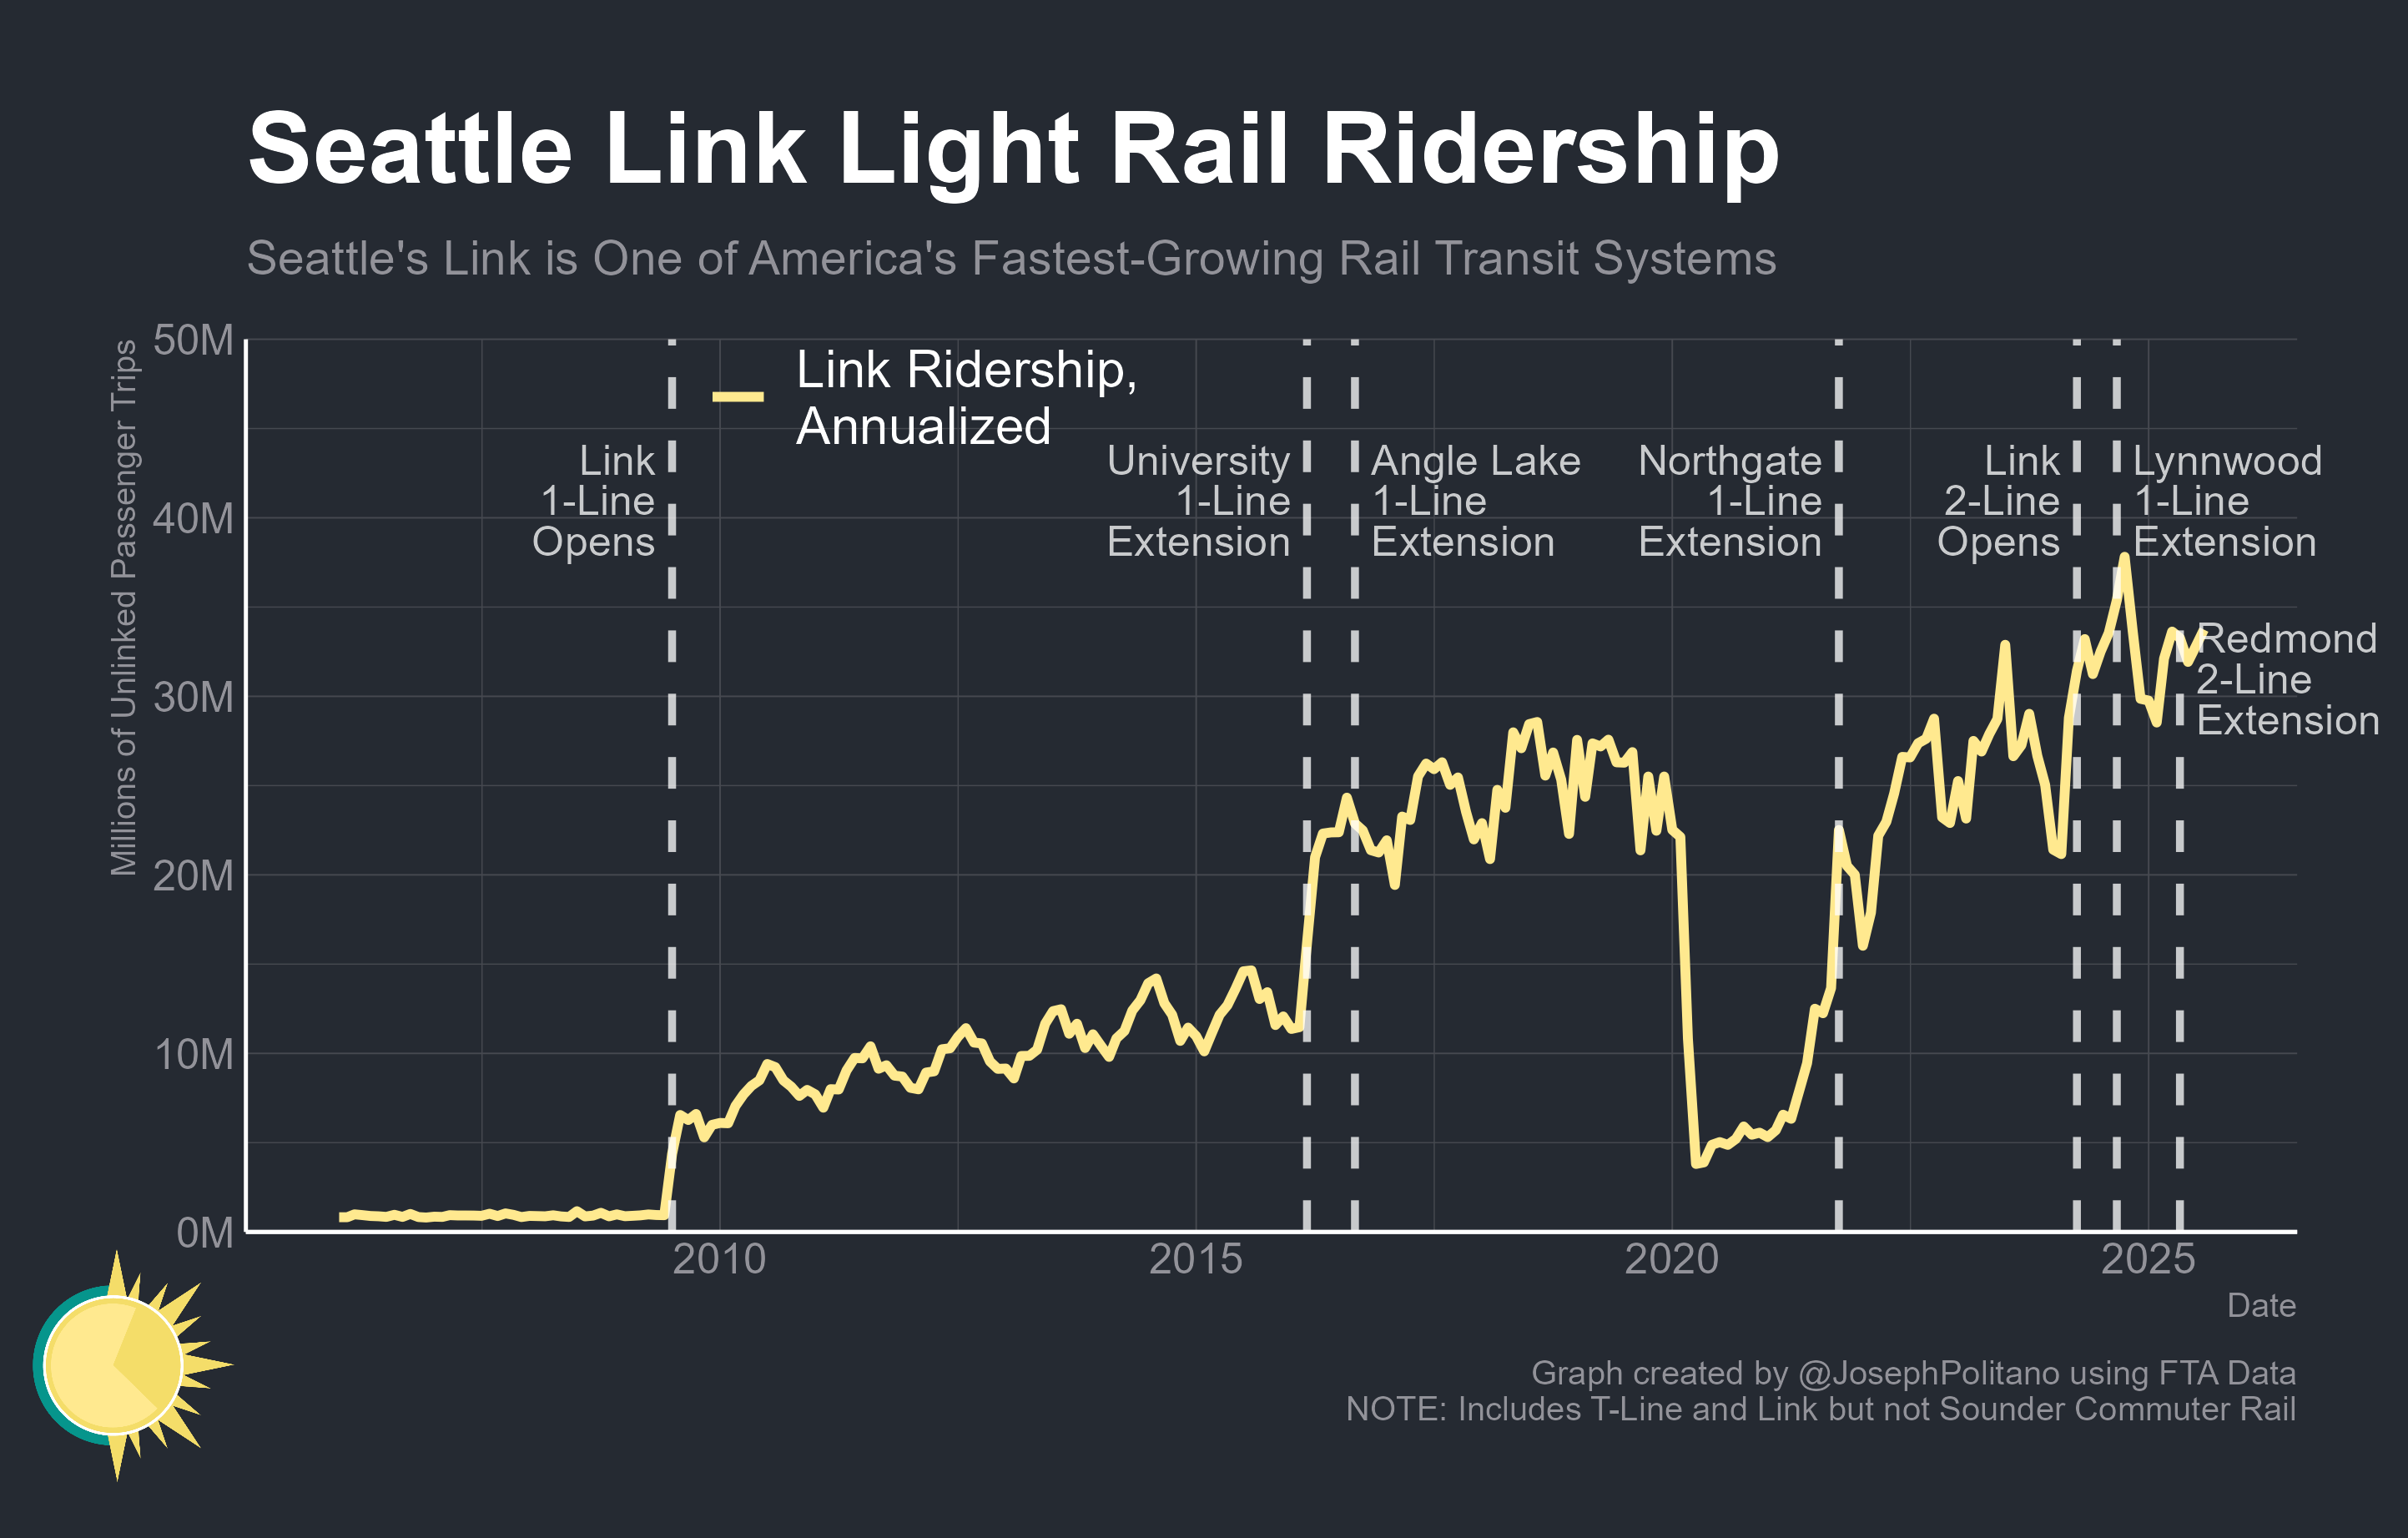 Seattle Link Light Rail Ridership
Seattle's Link is One of America's Fastest-Growing Rail Transit Systems
Millions of Unlinked Passenger Trips
50M
40M
30M
20M
10M
0M
Link Ridership,
Annualized
Link
1-Line
Opens
University
1-Line
Extension
Angle Lake
1-Line
Extension
Northgate
1-Line
Extension
Link
2-Line
Opens
Lynnwood
1-Line
Extension
Redmond
2-Line
Extension
2010
2015
2020
2025
Date
Graph created by @JosephPolitano using FTA Data
NOTE: Includes T-Line and Link but not Sounder Commuter Rail